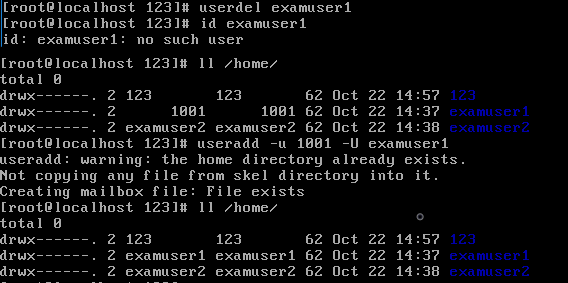 [root@localhost 123]# userdel examuser1
[root@localhost 123]# id examuser1
id: examuser1: no such user
[root@localhost 123]# ll /home/
total 0
drwx------. 2 123       123       62 Oct 22 14:57 123
drwx------. 2      1001      1001 62 Oct 22 14:37 examuser1
drwx------. 2 examuser2 examuser2 62 Oct 22 14:38 examuser2
[root@localhost 123]# useradd -u 1001 -U examuser1
useradd: warning: the home directory already exists.
Not copying any file from skel directory into it.
Creating mailbox file: File exists
[root@localhost 123]# ll /home/
total 0
drwx------. 2 123       123       62 Oct 22 14:57 123
drwx------. 2 examuser1 examuser1 62 Oct 22 14:37 examuser1
drwx------. 2 examuser2 examuser2 62 Oct 22 14:38 examuser2